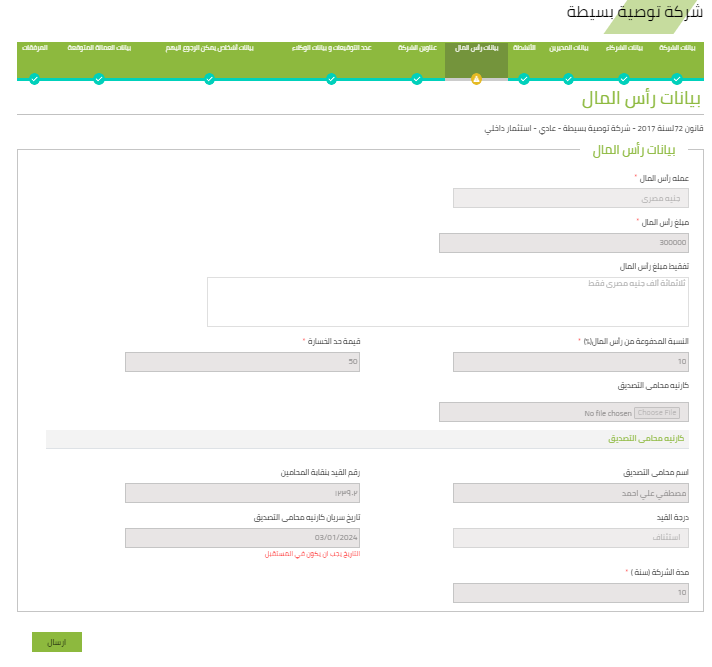 شركة توصية بسيطة
بيانات الشركة
بيانات الشركاء
بيانات المديرين
الأنشطة
بيانات رأس المال
عناوين الشركة
عدد التوقيعات و بيانات الوكلاء
بيانات أشخاص يمكن الرجوع اليهم
بيانات العمالة المتوقعة
المرفقات
بيانات رأس المال
قانون 72لسنة 2017 - شركة توصية بسيطة - عادي - استثمار داخلي
بيانات رأس المال
عمله رأس المال *
جنيه مصرى
مبلغ رأس المال *
300000
تفقيط مبلغ رأس المال
ثلاثمائة ألف جنيه مصرى فقط
النسبة المدفوعة من رأس المال(%) *
قيمة حد الخسارة *
10
50
كارنيه محامى التصديق
Choose File No file chosen
كارنيه محامى التصديق
اسم محامى التصديق
رقم القيد بنقابة المحامين
مصطفي علي احمد
درجة القيد
تاريخ سريان كارنيه محامى التصديق
استئناف
03/01/2024
التاريخ يجب ان يكون في المستقبل
مدة الشركة (سنة ) *
10
ارسال